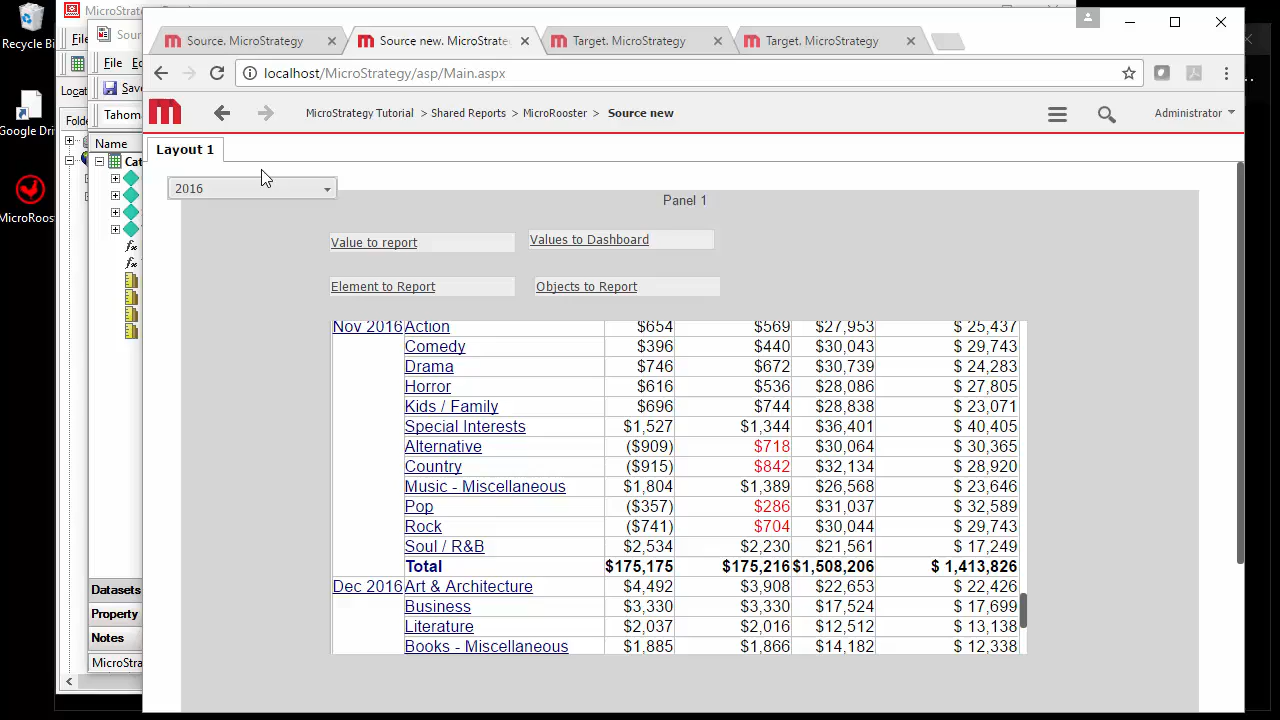 Recycle Bi
Google Dri
MicroRoos
MicroStrategy
Sour
File
Locat
Folde
File
Ec
Save
Tahom
Name
Cat
Datasets
Property
Notes
MicroStra
Source. MicroStrategy
Source new. MicroStrate
Target. MicroStrategy
Target. MicroStrategy
localhost/MicroStrategy/asp/Main.aspx
MicroStrategy Tutorial > Shared Reports > MicroRooster > Source new
Administrator
Layout 1
2016
Panel 1
Value to report
Values to Dashboard
Element to Report
Objects to Report
Nov 2016 Action $654 $569 $27,953 $ 25,437
Comedy $396 $440 $30,043 $ 29,743
Drama $746 $672 $30,739 $ 24,283
Horror $616 $536 $28,086 $ 27,805
Kids / Family $696 $744 $28,838 $ 23,071
Special Interests $1,527 $1,344 $36,401 $ 40,405
Alternative ($909) $718 $30,064 $ 30,365
Country ($915) $842 $32,134 $ 28,920
Music - Miscellaneous $1,804 $1,389 $26,568 $ 23,646
Pop ($357) $286 $31,037 $ 32,589
Rock ($741) $704 $30,044 $ 29,743
Soul / R&B $2,534 $2,230 $21,561 $ 17,249
Total $175,175 $175,216 $1,508,206 $ 1,413,826
Dec 2016 Art & Architecture $4,492 $3,908 $22,653 $ 22,426
Business $3,330 $3,330 $17,524 $ 17,699
Literature $2,037 $2,016 $12,512 $ 13,138
Books - Miscellaneous $1,885 $1,866 $14,182 $ 12,338